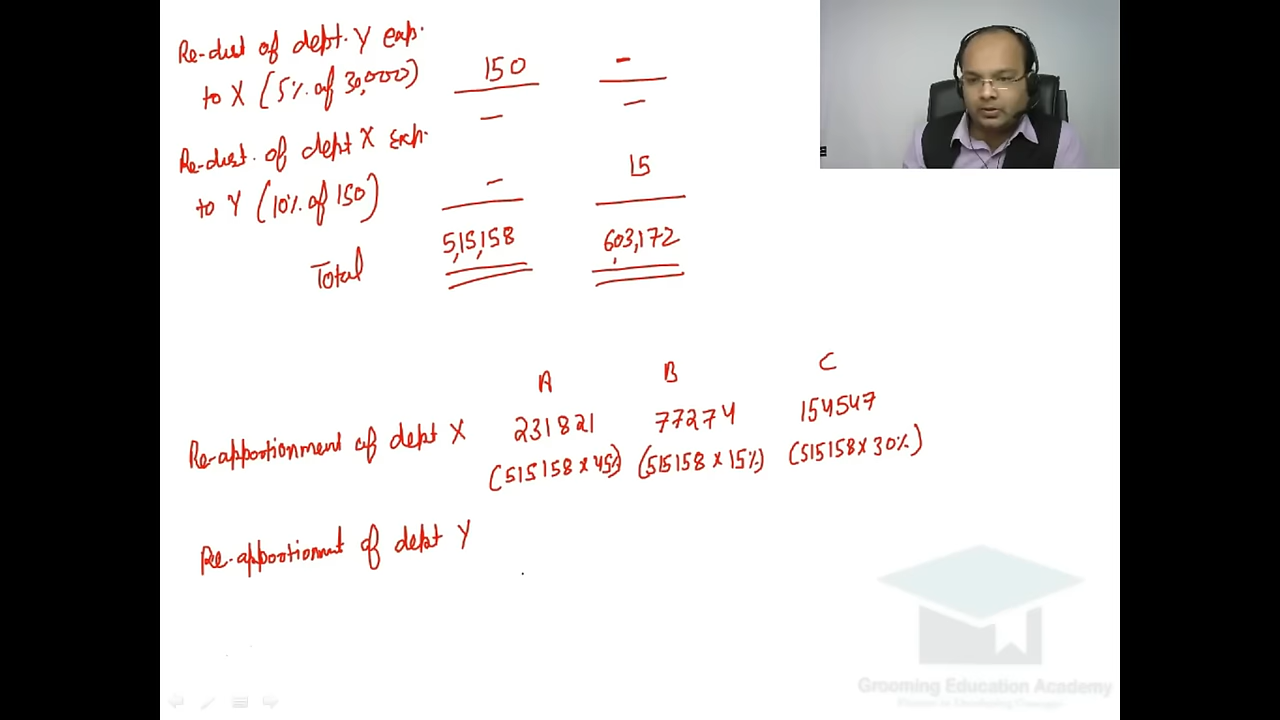 Re-dist of dept. Y exp.
to X (5% of 30,000) 150 -
- -
Re-dist. of dept X exp.
to Y (10% of 150) - 15
Total 5,15,158 603,172
A B C
Re-apportionment of dept X 231821 77274 154547
(515158 x 45%) (515158 x 15%) (515158 x 30%)
Re-apportionment of dept Y
Grooming Education Academy